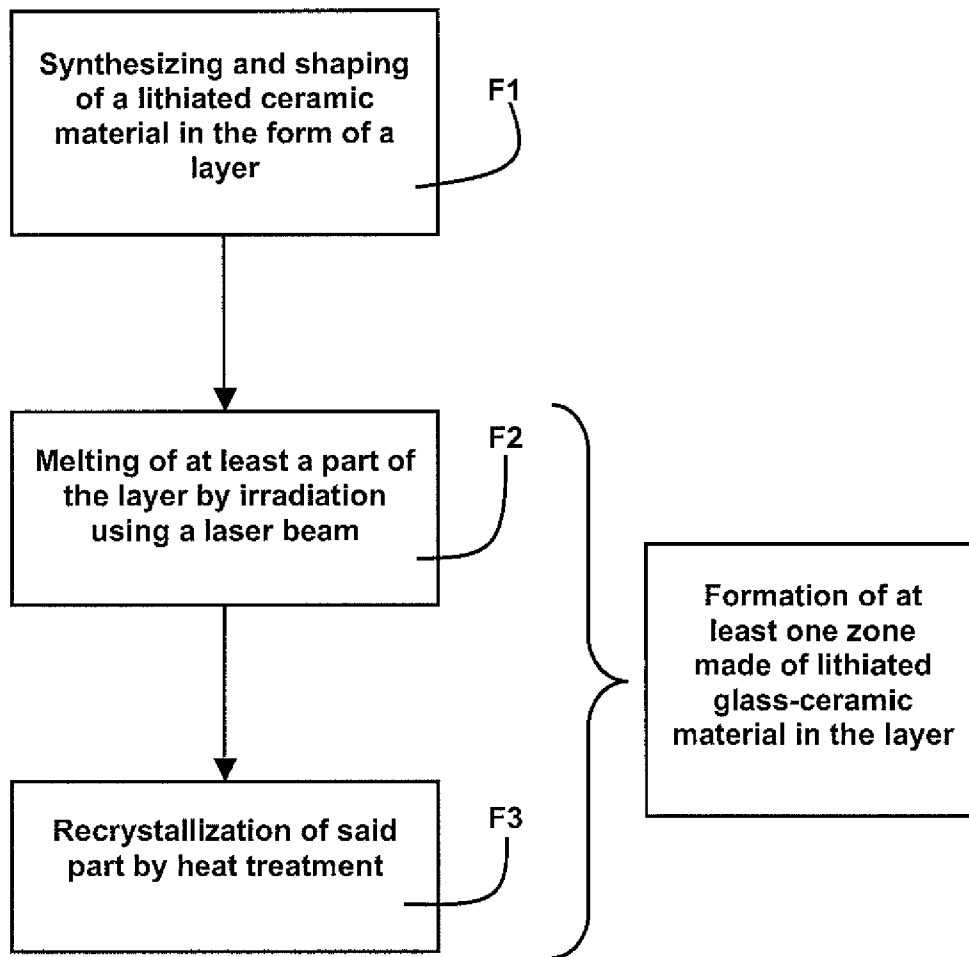 Synthesizing and shaping
of a lithiated ceramic
material in the form of a
layer
F1
Melting of at least a part of
the layer by irradiation
using a laser beam
F2
Formation of at
least one zone
made of lithiated
glass-ceramic
material in the layer
Recrystallization of said
part by heat treatment
F3